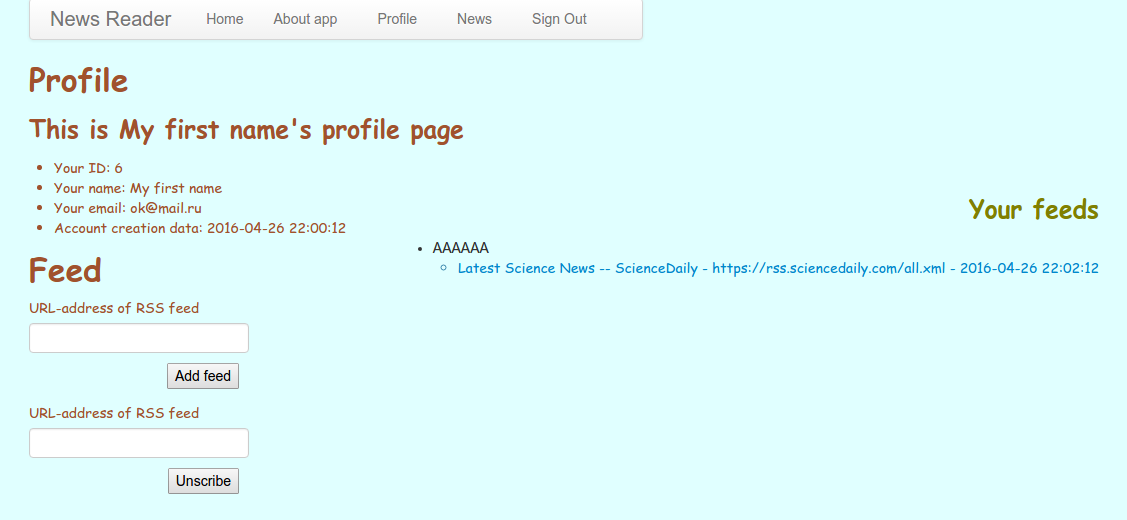 News Reader Home About app Profile News Sign Out
Profile
This is My first name's profile page
Your ID: 6
Your name: My first name
Your email: ok@mail.ru
Account creation data: 2016-04-26 22:00:12
Feed
URL-address of RSS feed
Add feed
URL-address of RSS feed
Unscribe
Your feeds
AAAAAA
Latest Science News -- ScienceDaily - https://rss.sciencedaily.com/all.xml - 2016-04-26 22:02:12